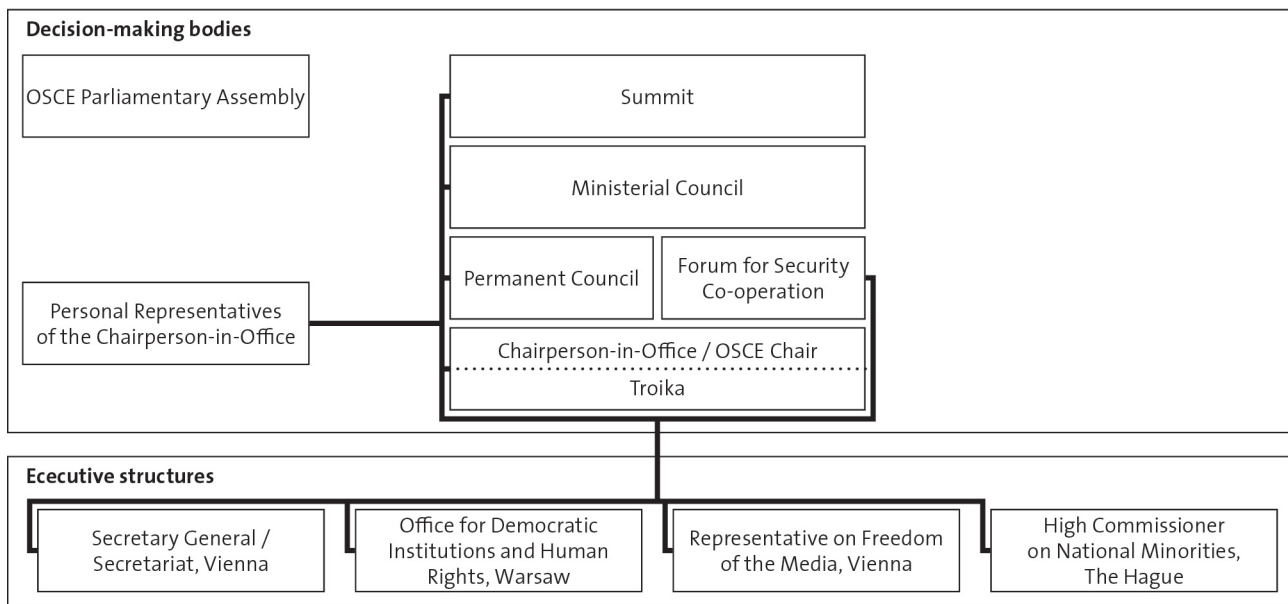 Decision-making bodies
OSCE Parliamentary Assembly
Summit
Ministerial Council
Permanent Council
Forum for Security
Co-operation
Personal Representatives
of the Chairperson-in-Office
Chairperson-in-Office / OSCE Chair
Troika
Ececutive structures
Secretary General /
Secretariat, Vienna
Office for Democratic
Institutions and Human
Rights, Warsaw
Representative on Freedom
of the Media, Vienna
High Commissioner
on National Minorities,
The Hague